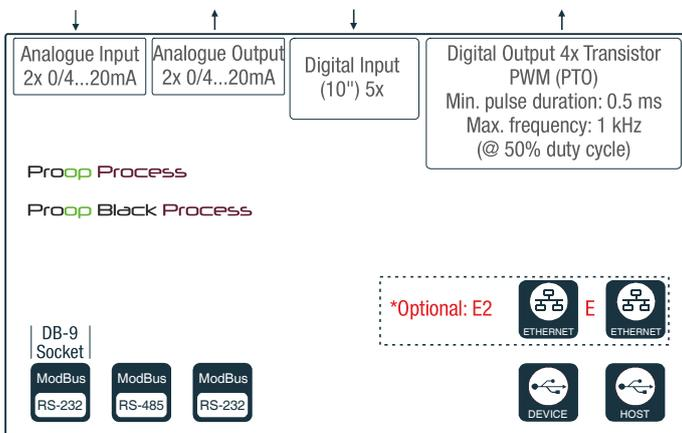 Analogue Input
2x 0/4...20mA
Analogue Output
2x 0/4...20mA
Digital Input
(10") 5x
Digital Output 4x Transistor
PWM (PTO)
Min. pulse duration: 0.5 ms
Max. frequency: 1 kHz
(@ 50% duty cycle)
Proop Process
Proop Black Process
*Optional: E2
ETHERNET
E
ETHERNET
DB-9
Socket
ModBus
RS-232
ModBus
RS-485
ModBus
RS-232
DEVICE
HOST